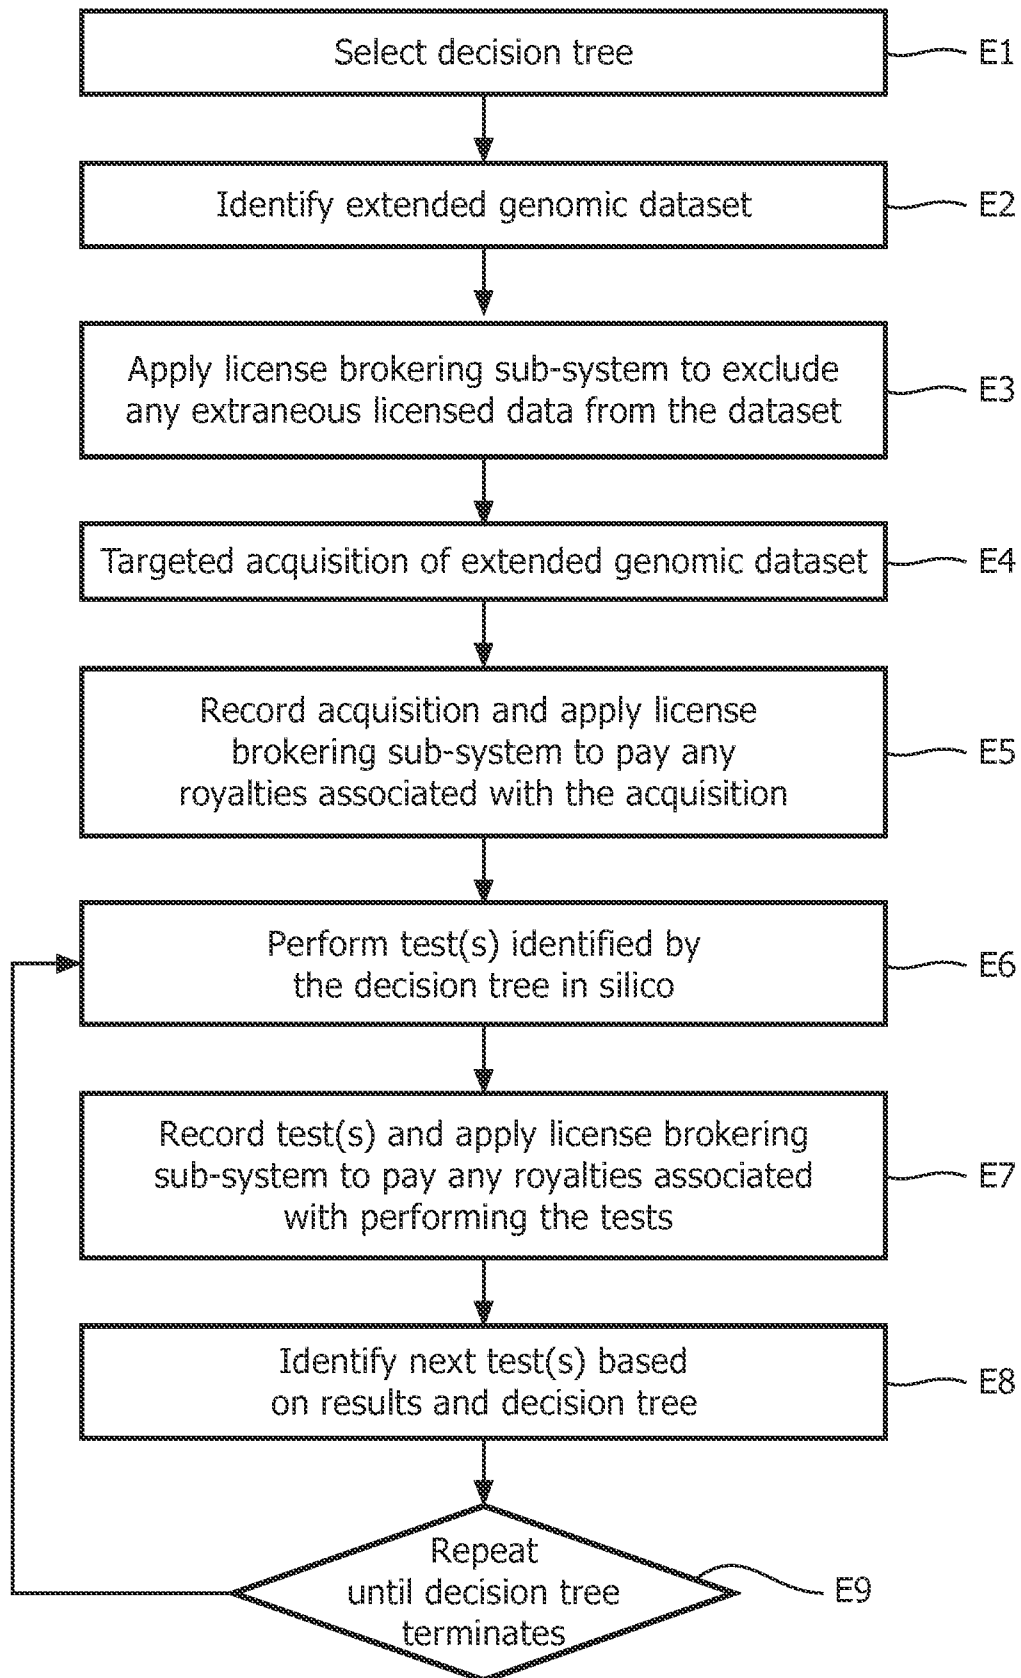 Select decision tree
E1
Identify extended genomic dataset
E2
Apply license brokering sub-system to exclude
any extraneous licensed data from the dataset
E3
Targeted acquisition of extended genomic dataset
E4
Record acquisition and apply license
brokering sub-system to pay any
royalties associated with the acquisition
E5
Perform test(s) identified by
the decision tree in silico
E6
Record test(s) and apply license brokering
sub-system to pay any royalties associated
with performing the tests
E7
Identify next test(s) based
on results and decision tree
E8
Repeat
until decision tree
terminates
E9